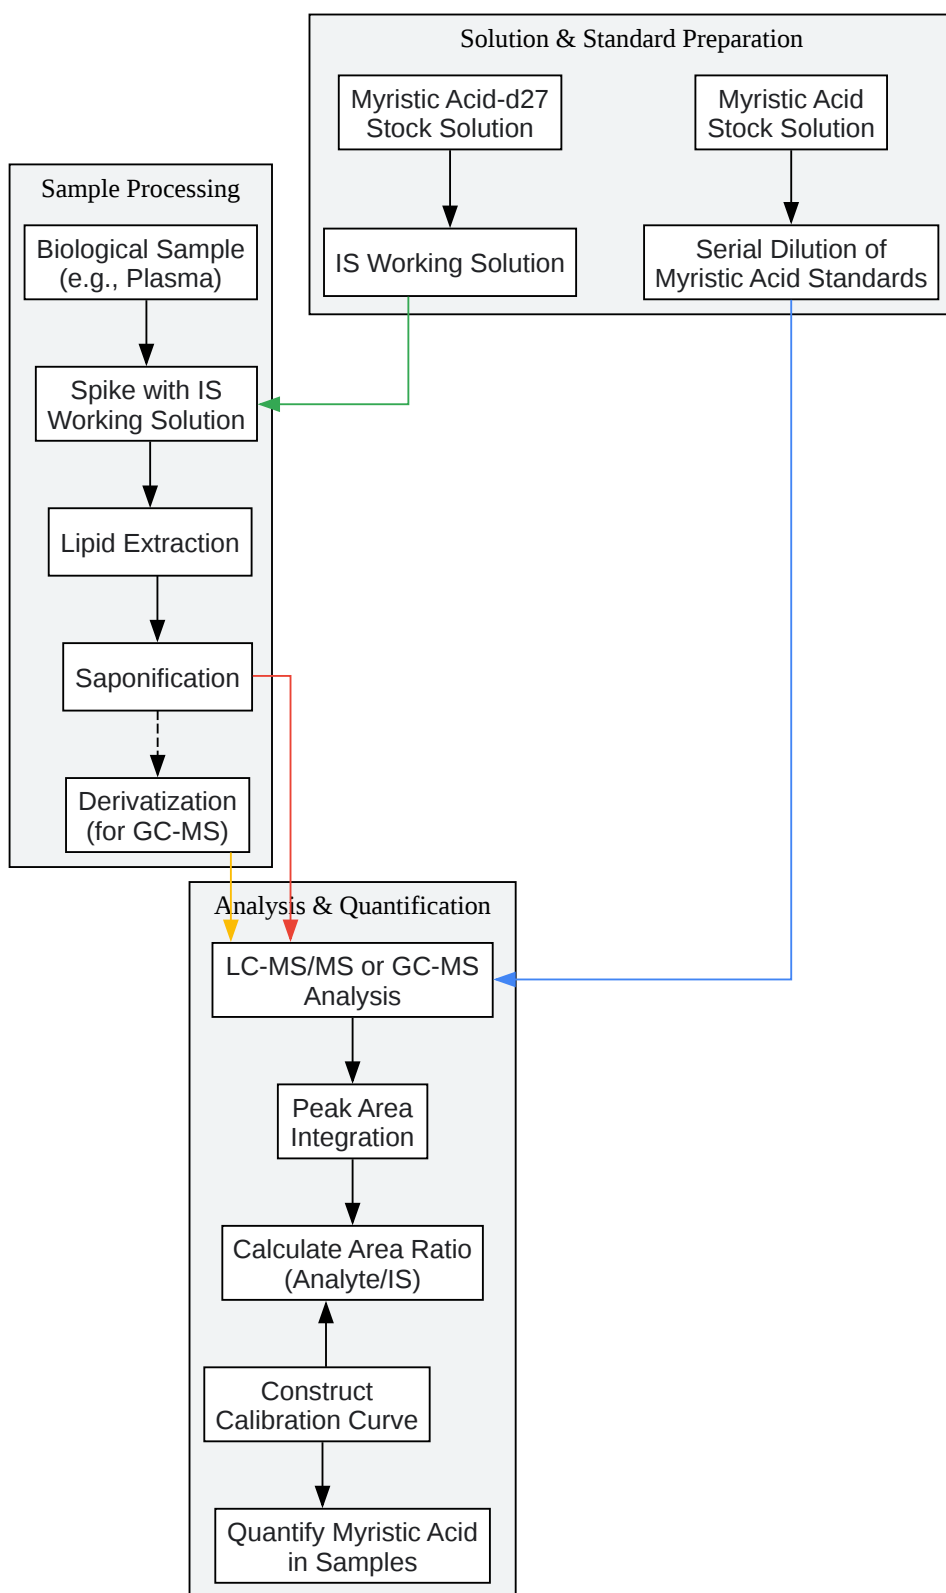 Solution & Standard Preparation
Myristic Acid-d27
Stock Solution
Myristic Acid
Stock Solution
IS Working Solution
Serial Dilution of
Myristic Acid Standards
Sample Processing
Biological Sample
(e.g., Plasma)
Spike with IS
Working Solution
Lipid Extraction
Saponification
Derivatization
(for GC-MS)
Analysis & Quantification
LC-MS/MS or GC-MS
Analysis
Peak Area
Integration
Calculate Area Ratio
(Analyte/IS)
Construct
Calibration Curve
Quantify Myristic Acid
in Samples